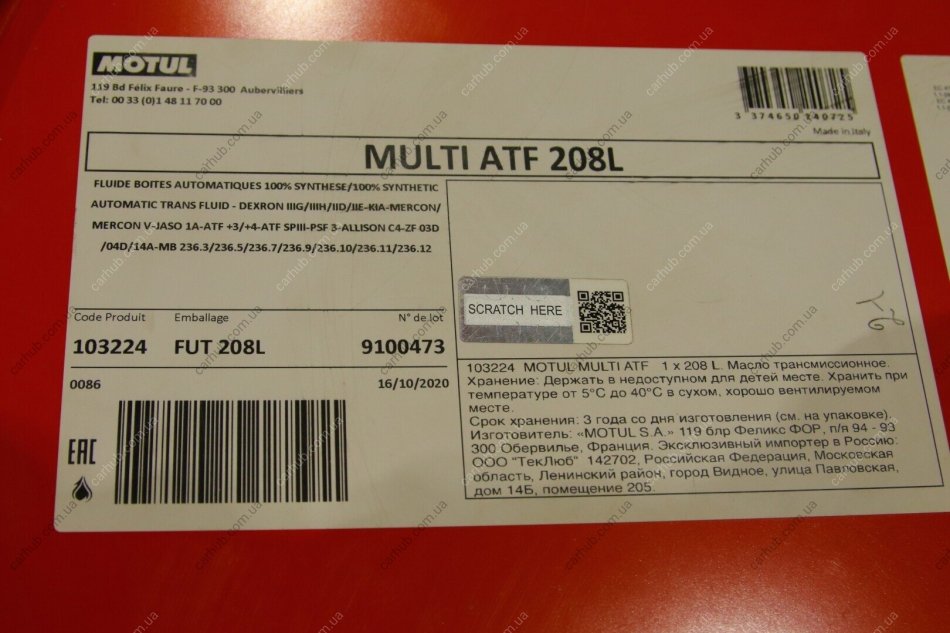 MOTUL
119 Bd Félix Faure - F-93 300 Aubervilliers
Tel: 00 33 (0)1 48 11 70 00
3 374650 240725
Made in Italy
MULTI ATF 208L
FLUIDE BOITES AUTOMATIQUES 100% SYNTHESE/100% SYNTHETIC
AUTOMATIC TRANS FLUID - DEXRON IIIG/IIIH/IID/IIE-KIA-MERCON/
MERCON V-JASO 1A-ATF +3/+4-ATF SPIII-PSF 3-ALLISON C4-ZF 03D
/04D/14A-MB 236.3/236.5/236.7/236.9/236.10/236.11/236.12
SCRATCH HERE
Code Produit Emballage N° de lot
103224 FUT 208L 9100473
0086 16/10/2020
EAC
103224 MOTUL MULTI ATF 1 x 208 L. Масло трансмиссионное.
Хранение: Держать в недоступном для детей месте. Хранить при
температуре от 5°C до 40°C в сухом, хорошо вентилируемом
месте.
Срок хранения: 3 года со дня изготовления (см. на упаковке).
Изготовитель: «MOTUL S.A.» 119 блр Феликс ФОР, п/я 94 - 93
300 Обервилье, Франция. Эксклюзивный импортер в Россию:
ООО "ТекЛюб" 142702, Российская Федерация, Московская
область, Ленинский район, город Видное, улица Павловская,
дом 14Б, помещение 205.
carhub.com.ua